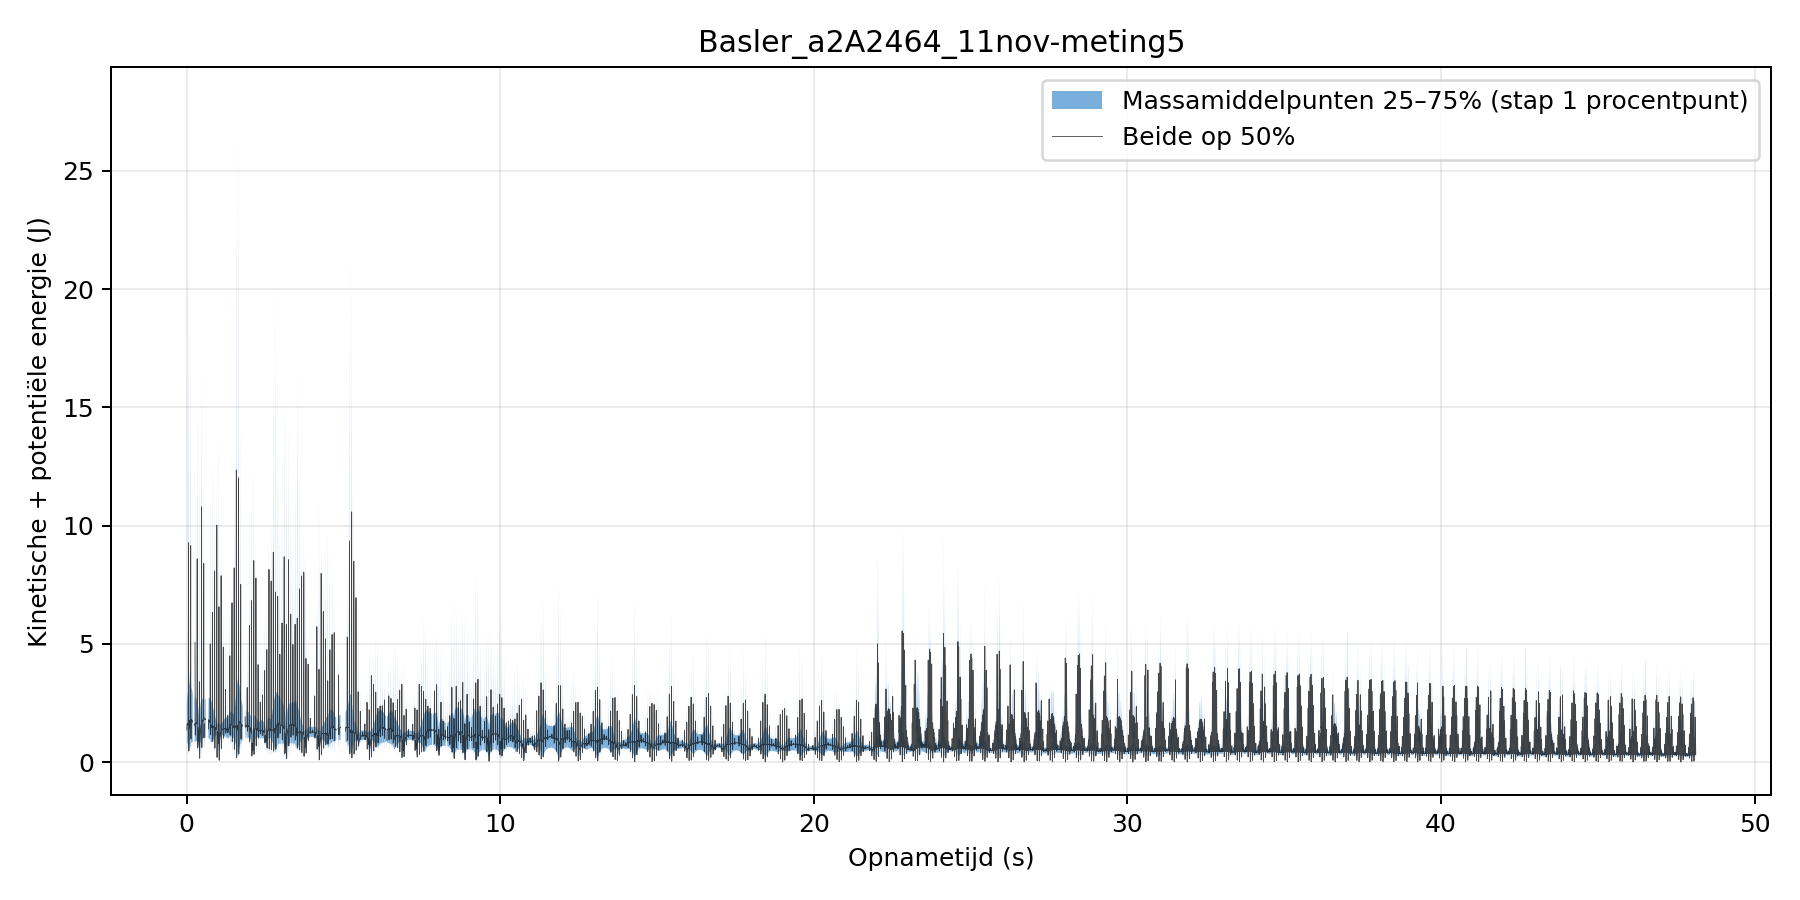 Basler_a2A2464_11nov-meting5
Massamiddelpunten 25–75% (stap 1 procentpunt)
Beide op 50%
Kinetische + potentiële energie (J)
25
20
15
10
5
0
0 10 20 30 40 50
Opnametijd (s)